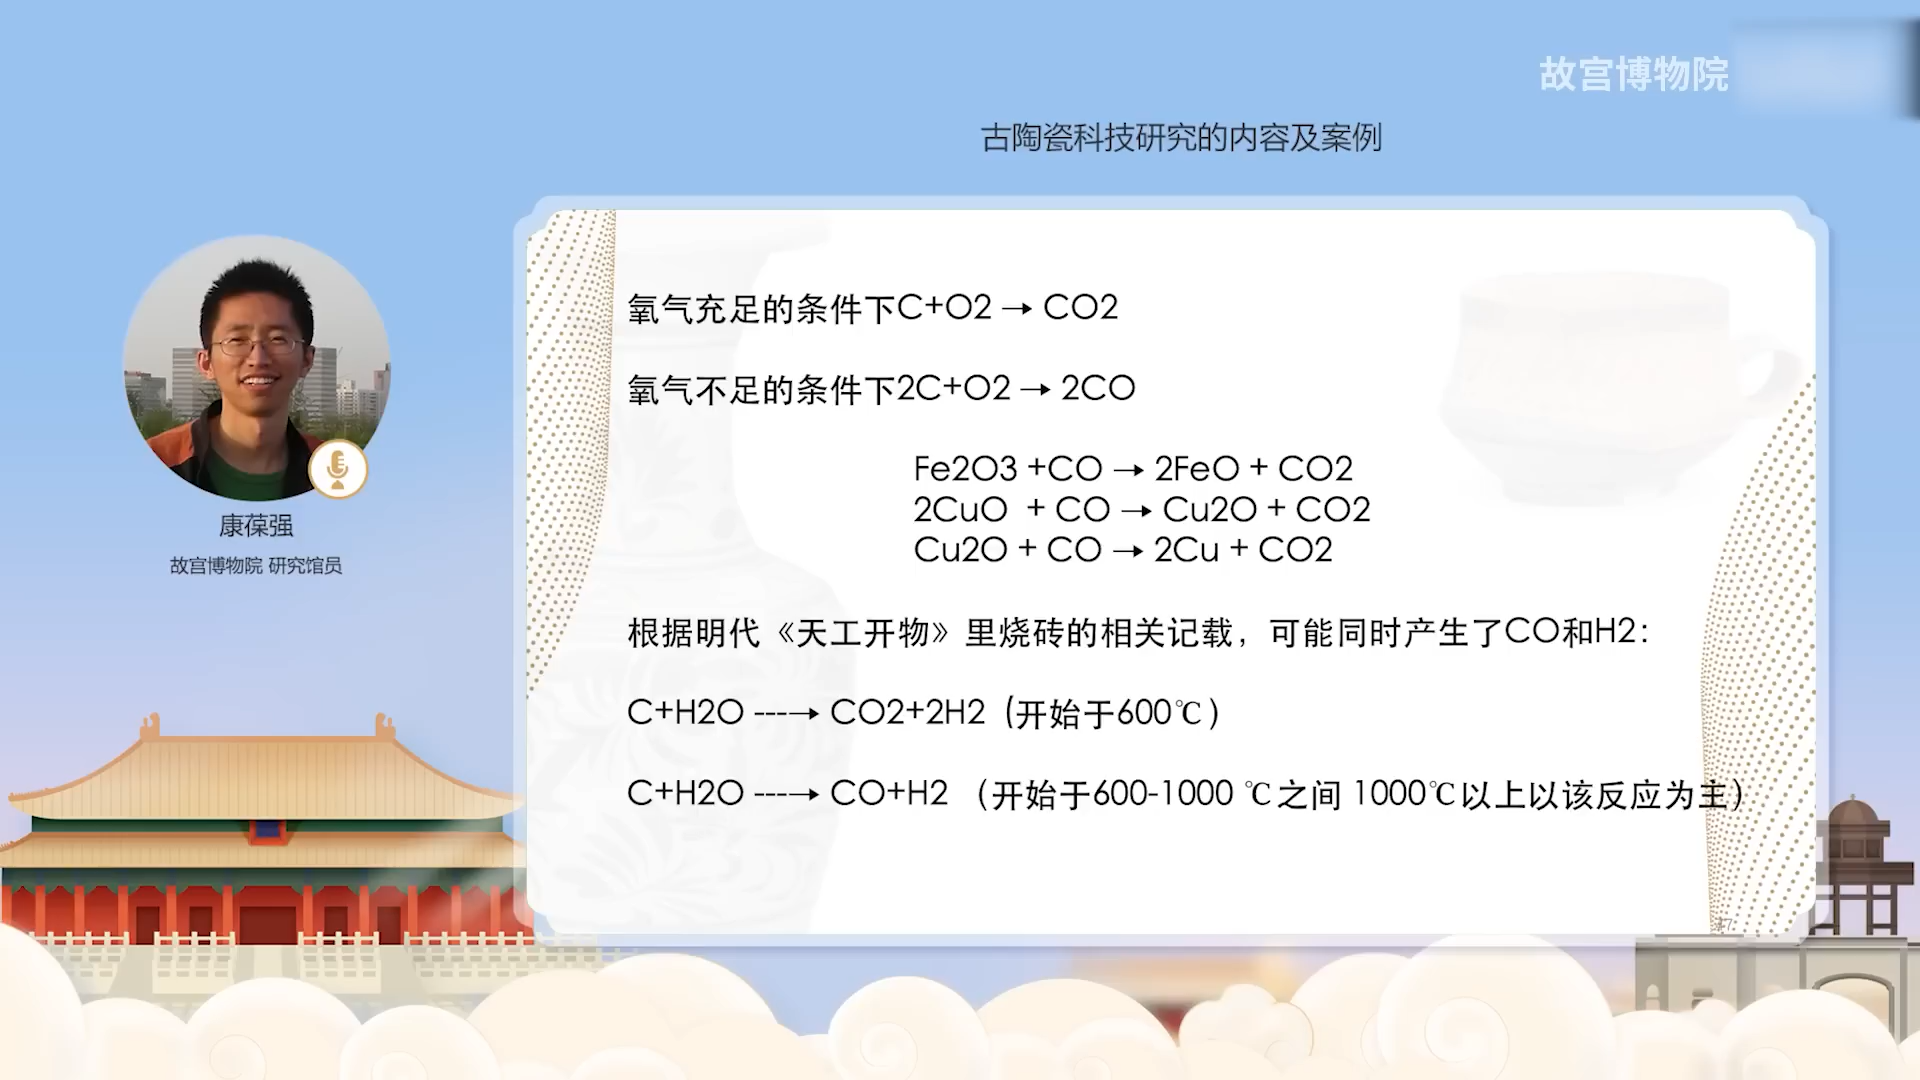 故宫博物院
古陶瓷科技研究的内容及案例
康葆强
故宫博物院 研究馆员
氧气充足的条件下C+O2 → CO2
氧气不足的条件下2C+O2 → 2CO
Fe2O3 +CO → 2FeO + CO2
2CuO + CO → Cu2O + CO2
Cu2O + CO → 2Cu + CO2
根据明代《天工开物》里烧砖的相关记载，可能同时产生了CO和H2：
C+H2O ---→ CO2+2H2（开始于600℃）
C+H2O ---→ CO+H2 （开始于600-1000 ℃之间 1000℃以上以该反应为主）